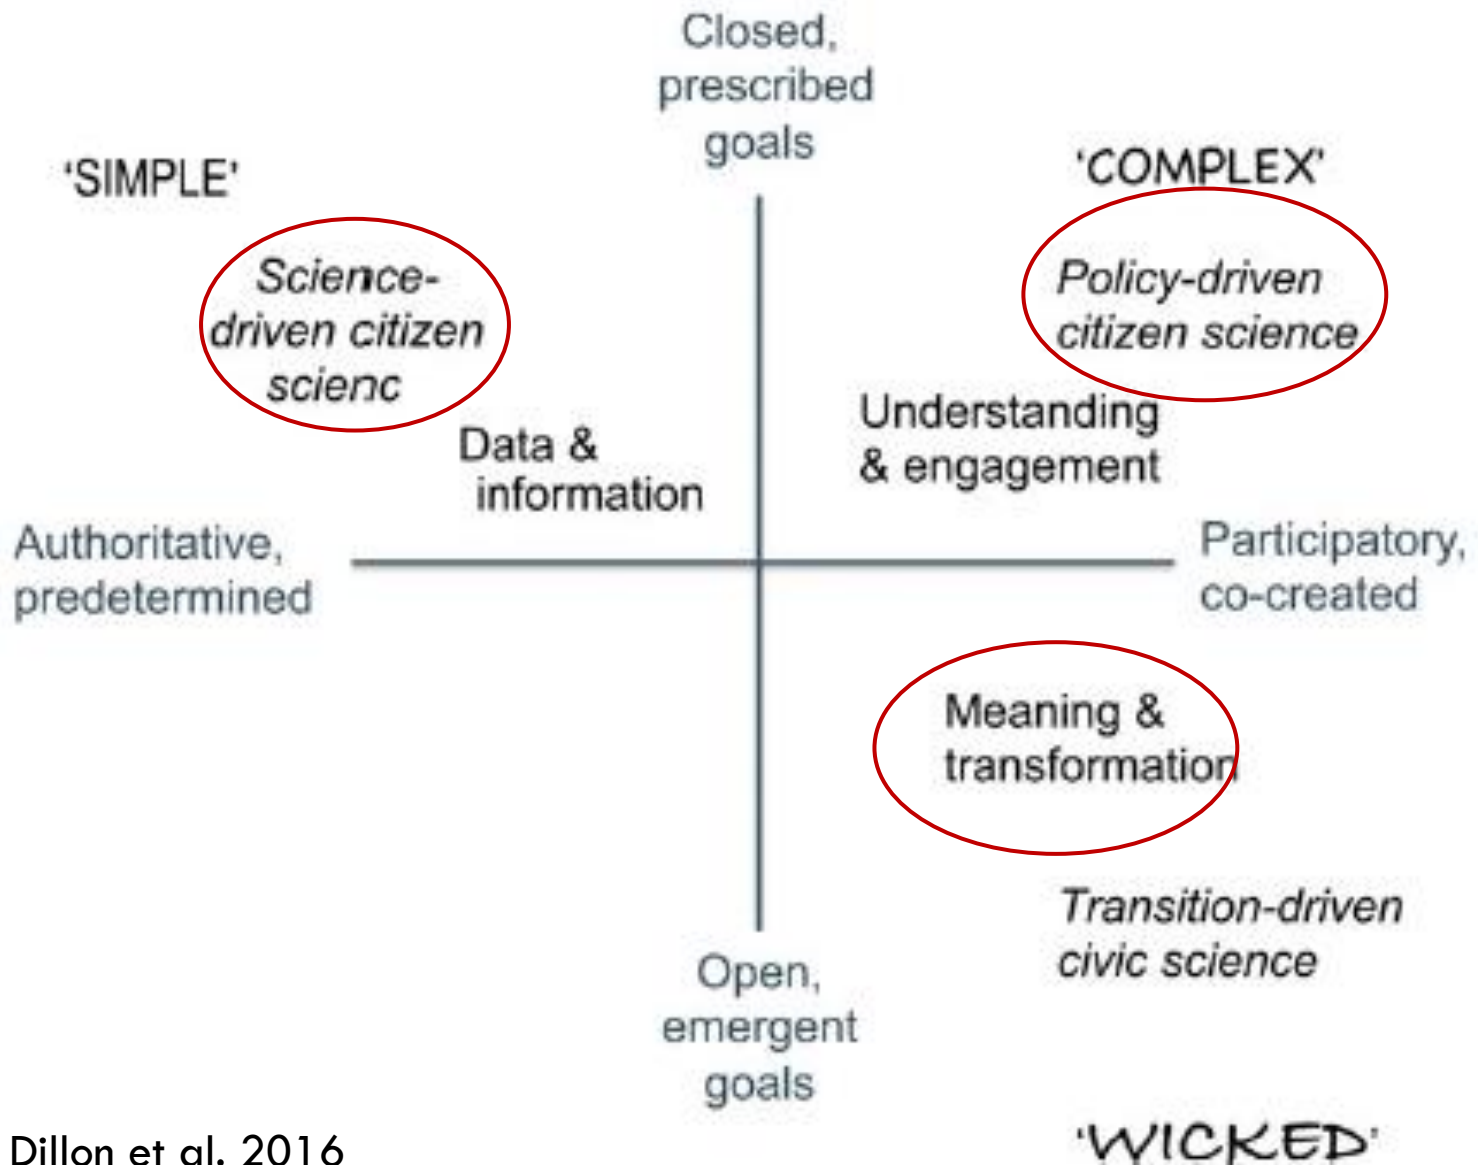 Closed,
prescribed
goals
'SIMPLE'
'COMPLEX'
Science-
driven citizen
scienc
Policy-driven
citizen science
Data &
information
Understanding
& engagement
Authoritative,
predetermined
Participatory,
co-created
Meaning &
transformation
Transition-driven
civic science
Open,
emergent
goals
'WICKED'
Dillon et al. 2016